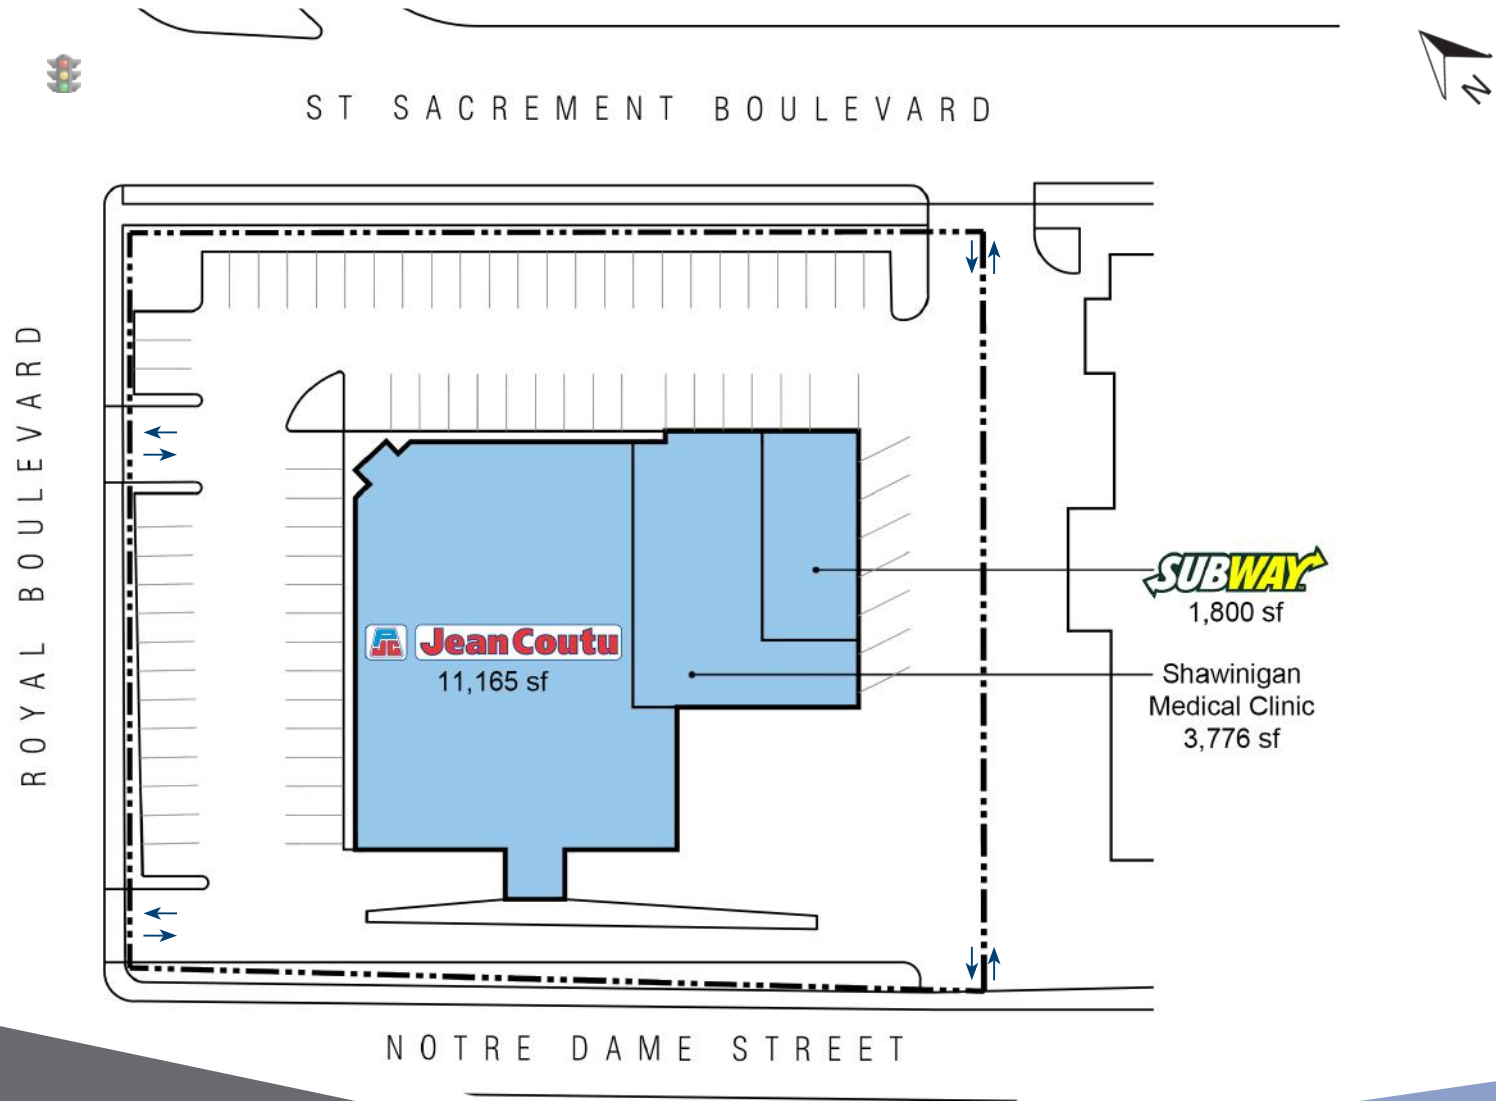 N
ST SACREMENT BOULEVARD
ROYAL BOULEVARD
SUBWAY
1,800 sf
PJC Jean Coutu
11,165 sf
Shawinigan
Medical Clinic
3,776 sf
NOTRE DAME STREET